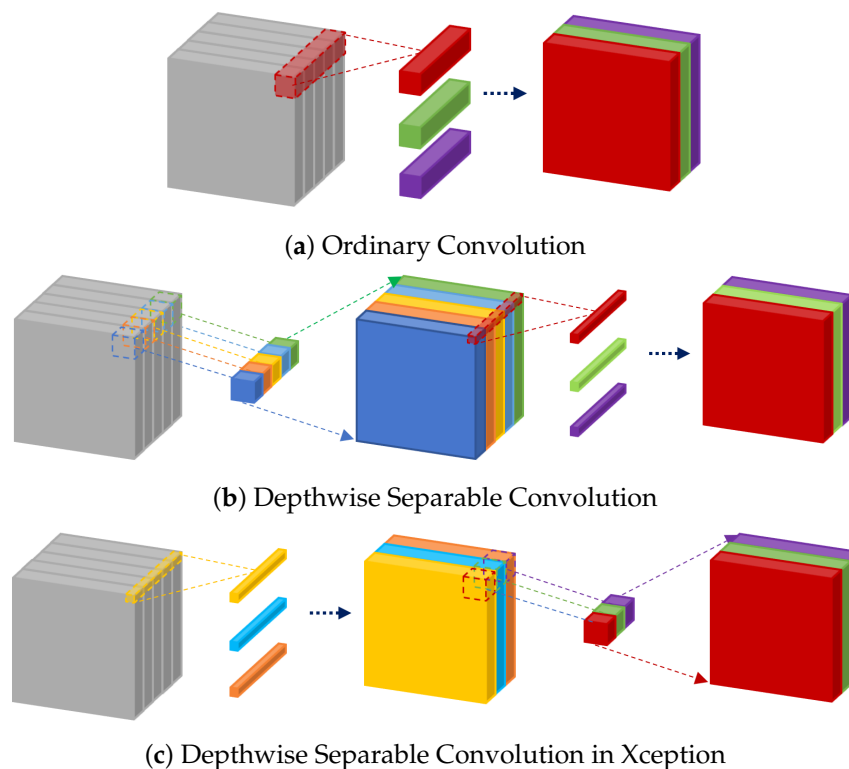 (a) Ordinary Convolution
(b) Depthwise Separable Convolution
(c) Depthwise Separable Convolution in Xception